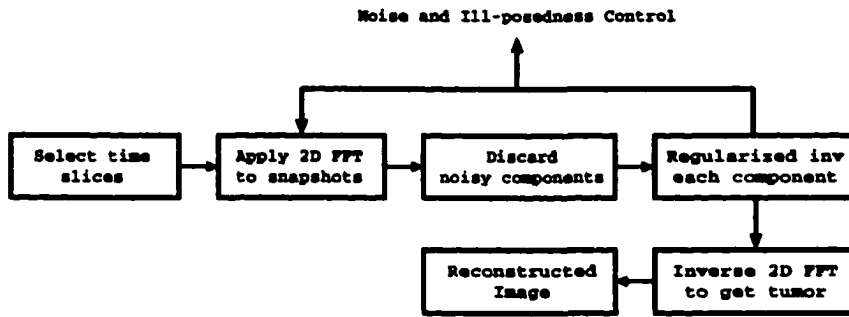 Noise and Ill-posedness Control
Select time
slices
Apply 2D FFT
to snapshots
Discard
noisy components
Regularized inv
each component
Reconstructed
Image
Inverse 2D FFT
to get tumor